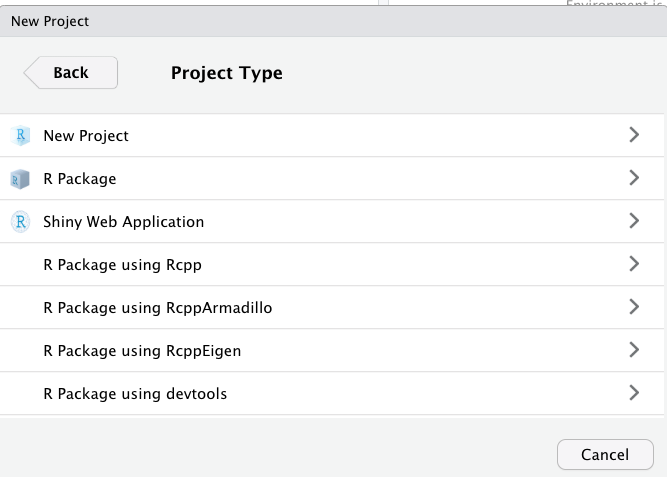 Environment is
New Project
Back
Project Type
R New Project
R R Package
R Shiny Web Application
R Package using Rcpp
R Package using RcppArmadillo
R Package using RcppEigen
R Package using devtools
Cancel